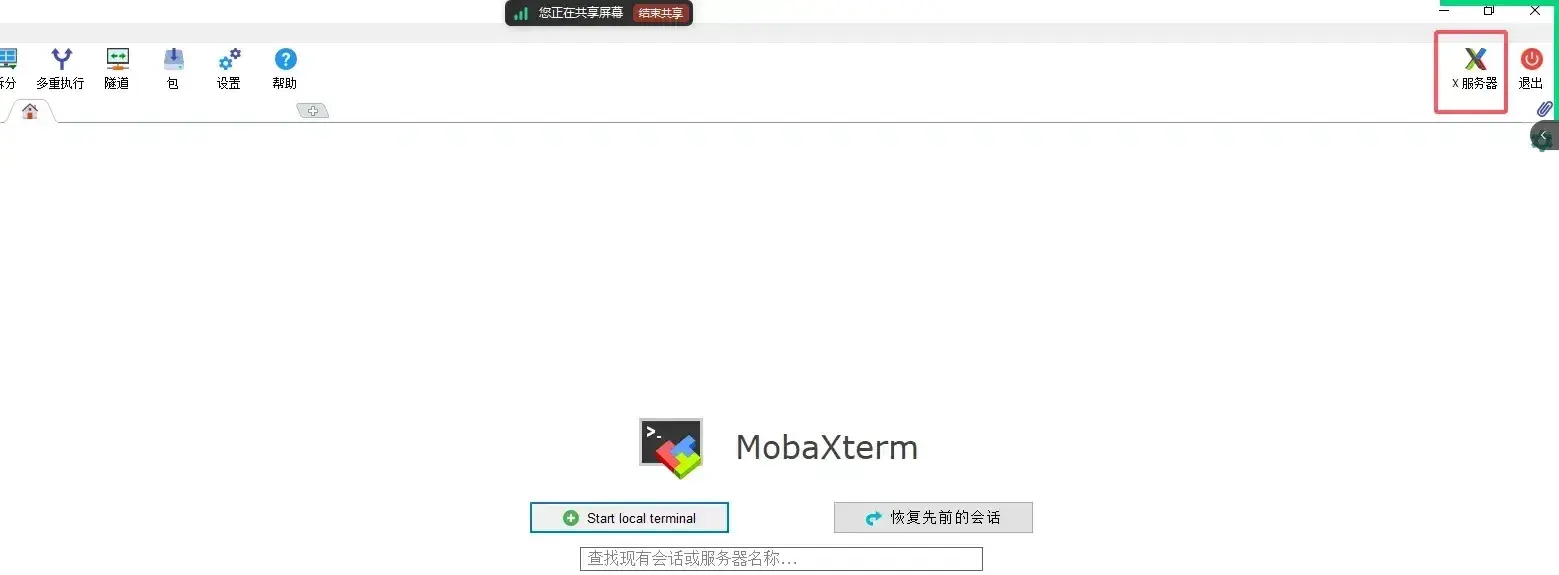 您正在共享屏幕 结束共享
拆分 多重执行 隧道 包 设置 帮助 X 服务器 退出
>_
MobaXterm
Start local terminal 恢复先前的会话
查找现有会话或服务器名称...